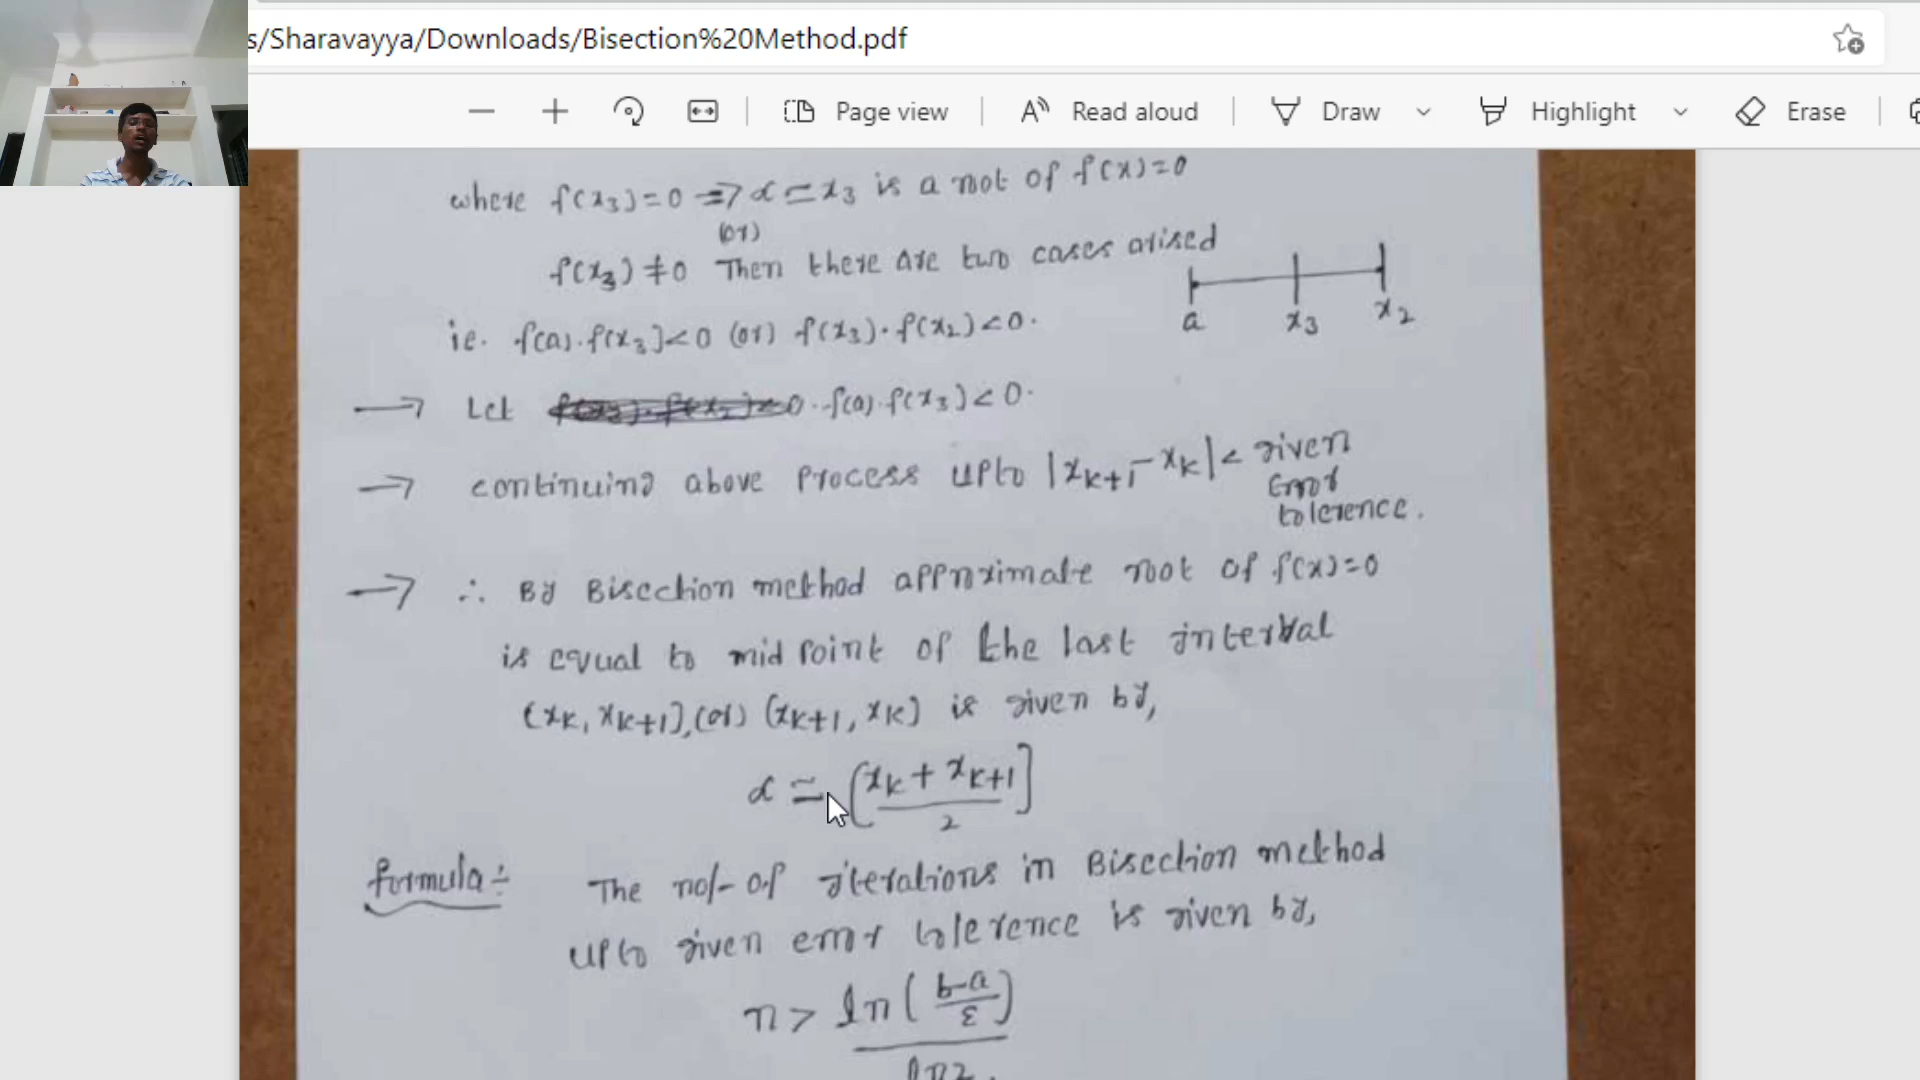 s/Sharavayya/Downloads/Bisection%20Method.pdf
Page view Read aloud Draw Highlight Erase
where f(x3)=0 => α ≃ x3 is a root of f(x)=0
(or)
f(x3) ≠ 0 Then there are two cases arised
ie. f(a).f(x3)<0 (or) f(x3).f(x2)<0.
a x3 x2
→ Let f(a).f(x3)<0.
→ continuing above process upto |xK+1 - xK| < given
Error
tolerence.
→ ∴ By Bisection method approximate root of f(x)=0
is equal to mid point of the last interval
(xK, xK+1), (or) (xK+1, xK) is given by,
α ≃ [xK + xK+1 / 2]
formula:- The no/- of iterations in Bisection method
upto given error tolerence is given by,
n > ln(b-a / ε) / ln 2.